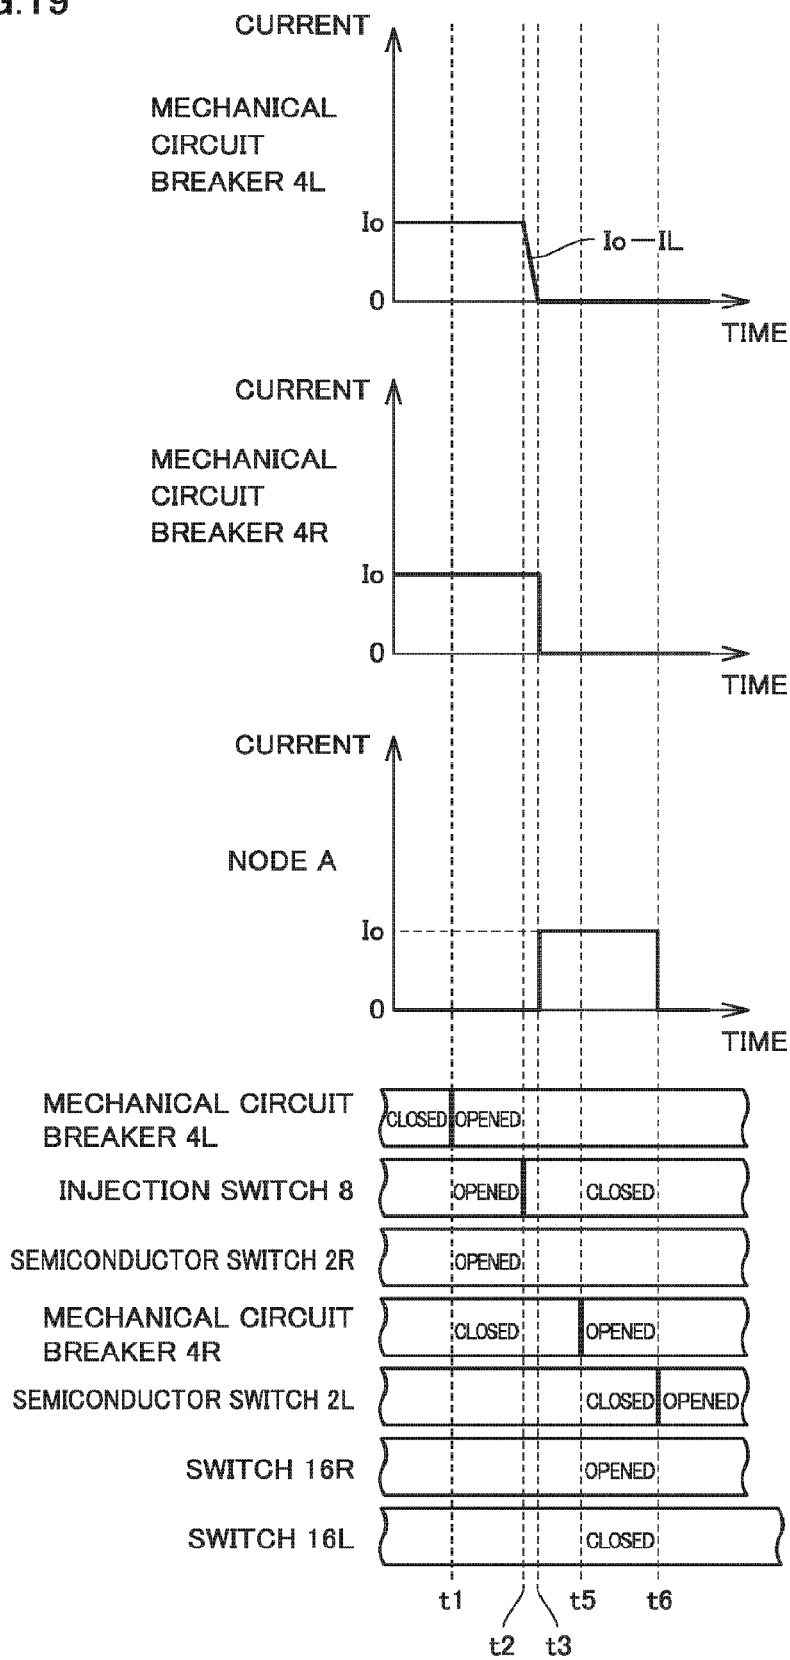 G.19
CURRENT
MECHANICAL
CIRCUIT
BREAKER 4L
Io
Io—IL
0
TIME
CURRENT
MECHANICAL
CIRCUIT
BREAKER 4R
Io
0
TIME
CURRENT
NODE A
Io
0
TIME
MECHANICAL CIRCUIT
BREAKER 4L
CLOSED OPENED
INJECTION SWITCH 8
OPENED CLOSED
SEMICONDUCTOR SWITCH 2R
OPENED
MECHANICAL CIRCUIT
BREAKER 4R
CLOSED OPENED
SEMICONDUCTOR SWITCH 2L
CLOSED OPENED
SWITCH 16R
OPENED
SWITCH 16L
CLOSED
t1 t5 t6
t2 t3